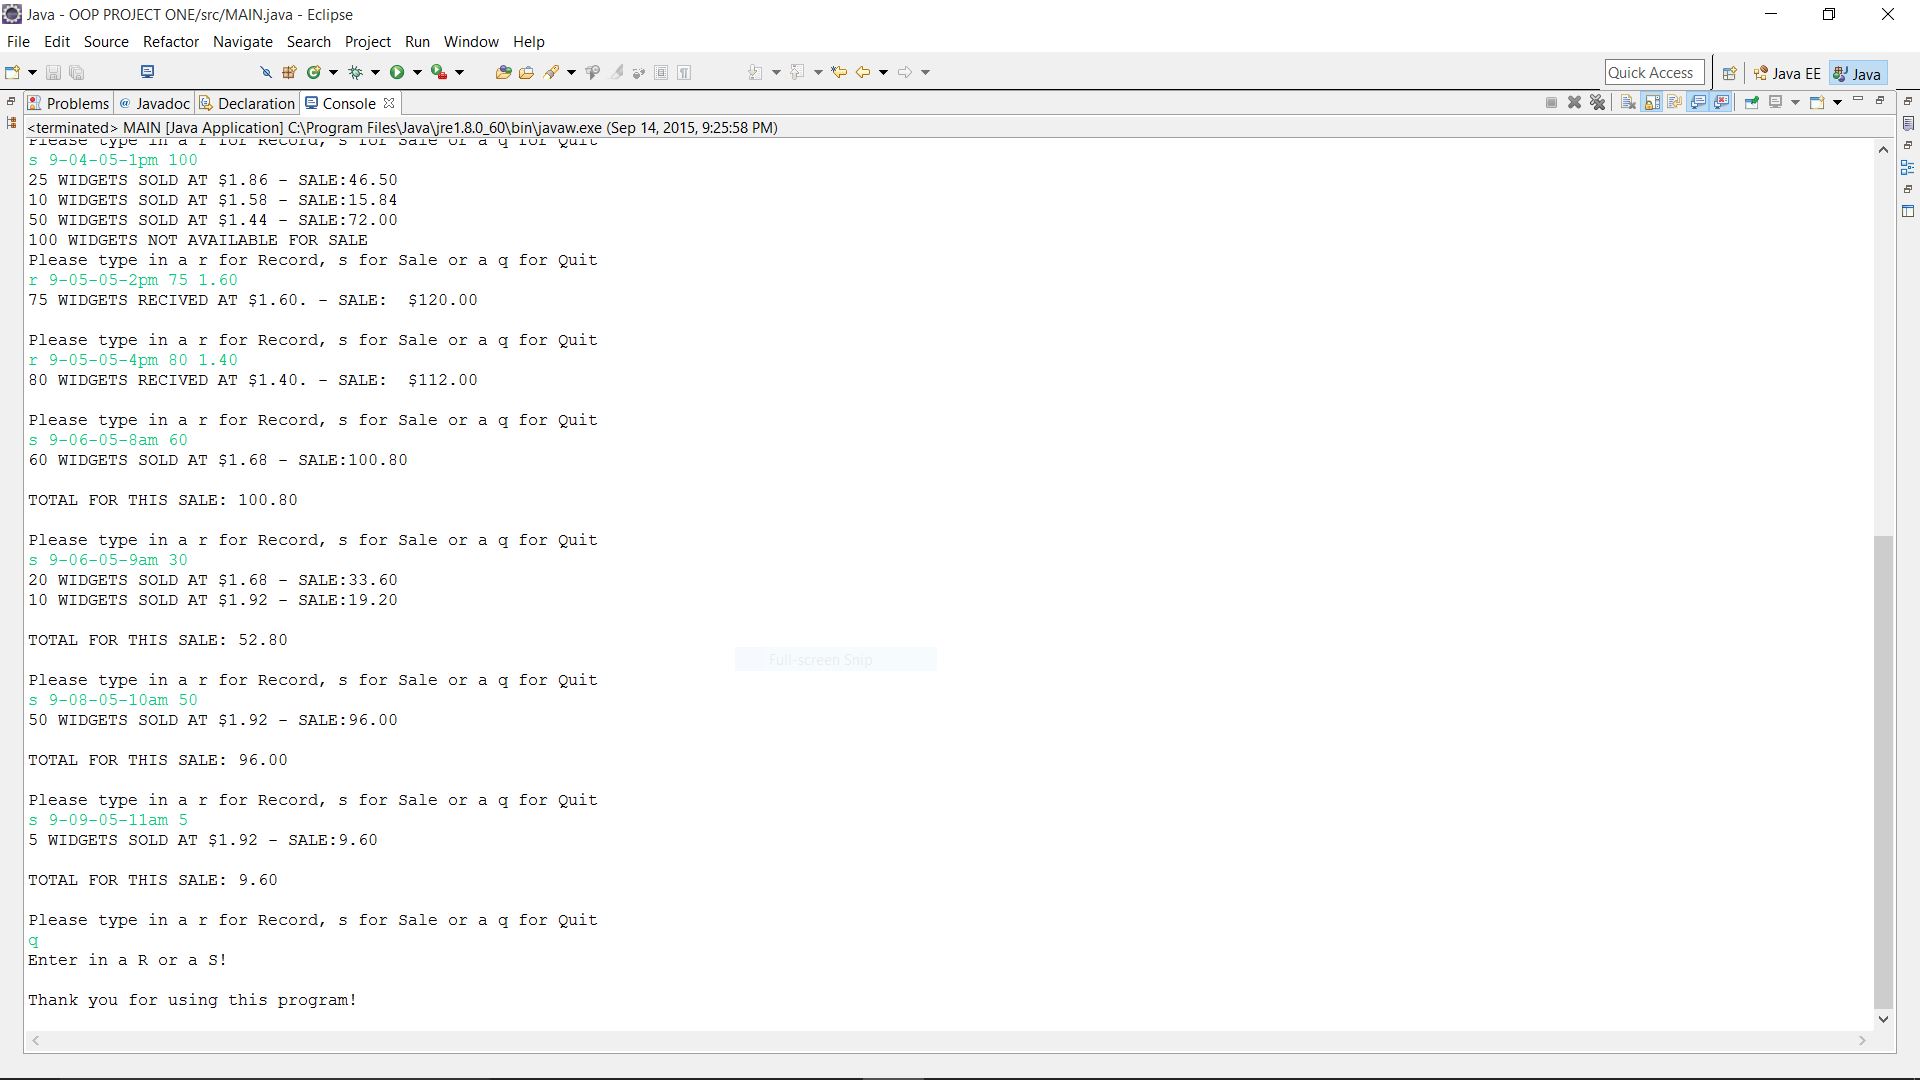 Java - OOP PROJECT ONE/src/MAIN.java - Eclipse
File Edit Source Refactor Navigate Search Project Run Window Help
Quick Access Java EE Java
Problems @ Javadoc Declaration Console
<terminated> MAIN [Java Application] C:\Program Files\Java\jre1.8.0_60\bin\javaw.exe (Sep 14, 2015, 9:25:58 PM)
Please type in a r for Record, s for Sale or a q for Quit
s 9-04-05-1pm 100
25 WIDGETS SOLD AT $1.86 - SALE:46.50
10 WIDGETS SOLD AT $1.58 - SALE:15.84
50 WIDGETS SOLD AT $1.44 - SALE:72.00
100 WIDGETS NOT AVAILABLE FOR SALE
Please type in a r for Record, s for Sale or a q for Quit
r 9-05-05-2pm 75 1.60
75 WIDGETS RECIVED AT $1.60. - SALE:  $120.00
Please type in a r for Record, s for Sale or a q for Quit
r 9-05-05-4pm 80 1.40
80 WIDGETS RECIVED AT $1.40. - SALE:  $112.00
Please type in a r for Record, s for Sale or a q for Quit
s 9-06-05-8am 60
60 WIDGETS SOLD AT $1.68 - SALE:100.80
TOTAL FOR THIS SALE: 100.80
Please type in a r for Record, s for Sale or a q for Quit
s 9-06-05-9am 30
20 WIDGETS SOLD AT $1.68 - SALE:33.60
10 WIDGETS SOLD AT $1.92 - SALE:19.20
TOTAL FOR THIS SALE: 52.80
Full-screen Snip
Please type in a r for Record, s for Sale or a q for Quit
s 9-08-05-10am 50
50 WIDGETS SOLD AT $1.92 - SALE:96.00
TOTAL FOR THIS SALE: 96.00
Please type in a r for Record, s for Sale or a q for Quit
s 9-09-05-11am 5
5 WIDGETS SOLD AT $1.92 - SALE:9.60
TOTAL FOR THIS SALE: 9.60
Please type in a r for Record, s for Sale or a q for Quit
q
Enter in a R or a S!
Thank you for using this program!